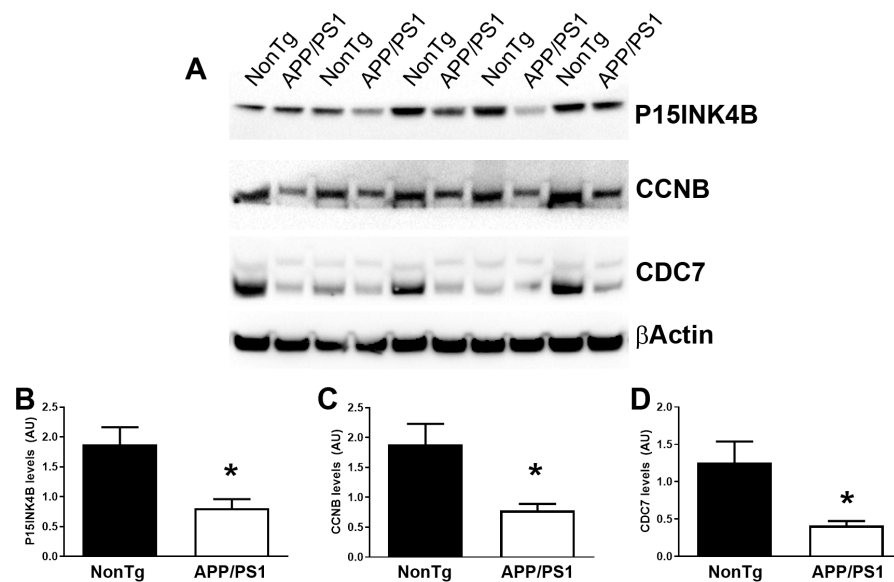 A
NonTg APP/PS1 NonTg APP/PS1 NonTg APP/PS1 NonTg APP/PS1 NonTg APP/PS1
P15INK4B
CCNB
CDC7
βActin
B
P15INK4B levels (AU)
2.5
2.0
1.5
1.0
0.5
0.0
*
NonTg APP/PS1
C
CCNB levels (AU)
2.5
2.0
1.5
1.0
0.5
0.0
*
NonTg APP/PS1
D
CDC7 levels (AU)
2.0
1.5
1.0
0.5
0.0
*
NonTg APP/PS1